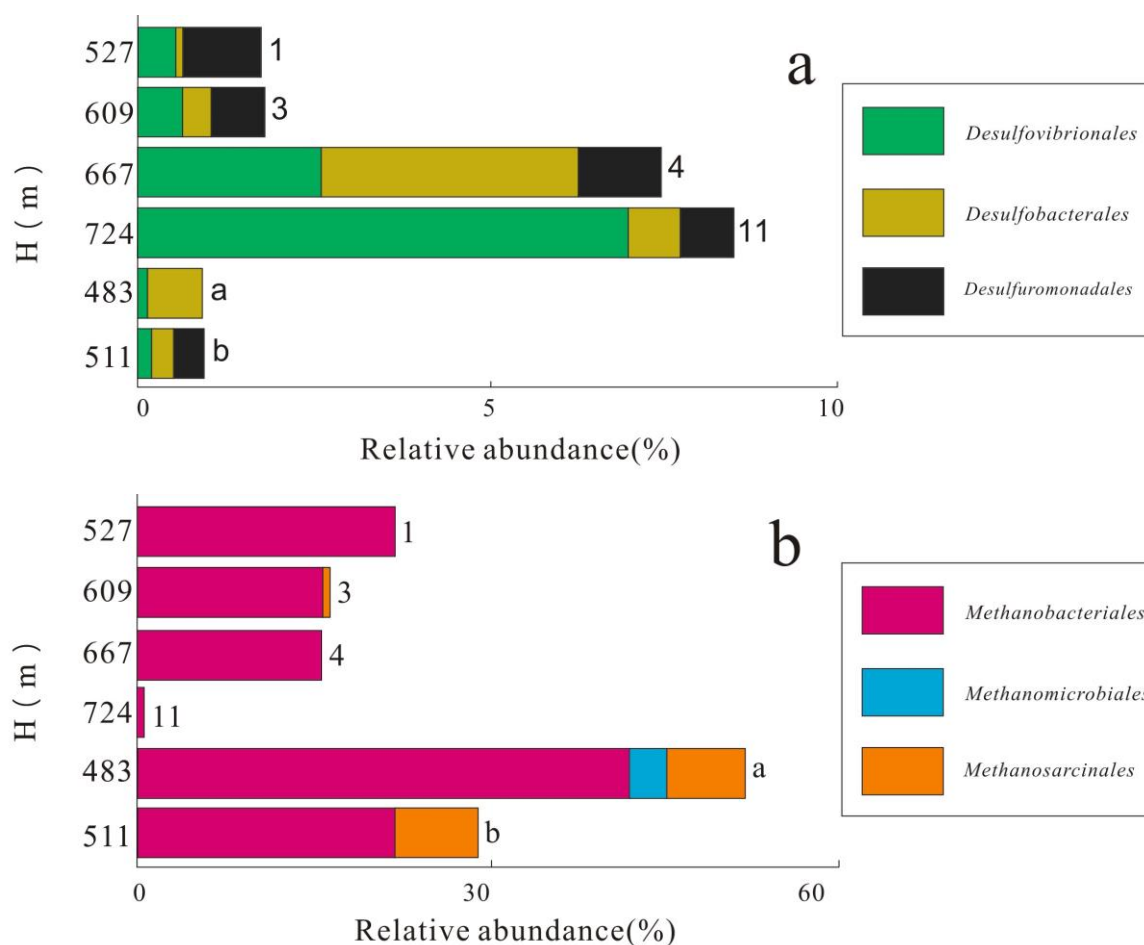 a
527
1
609
3
667
4
724
11
483
a
511
b
H (m)
0 5 10
Relative abundance(%)
Desulfovibrionales
Desulfobacterales
Desulfuromonadales
b
527
1
609
3
667
4
724
11
483
a
511
b
H (m)
0 30 60
Relative abundance(%)
Methanobacteriales
Methanomicrobiales
Methanosarcinales